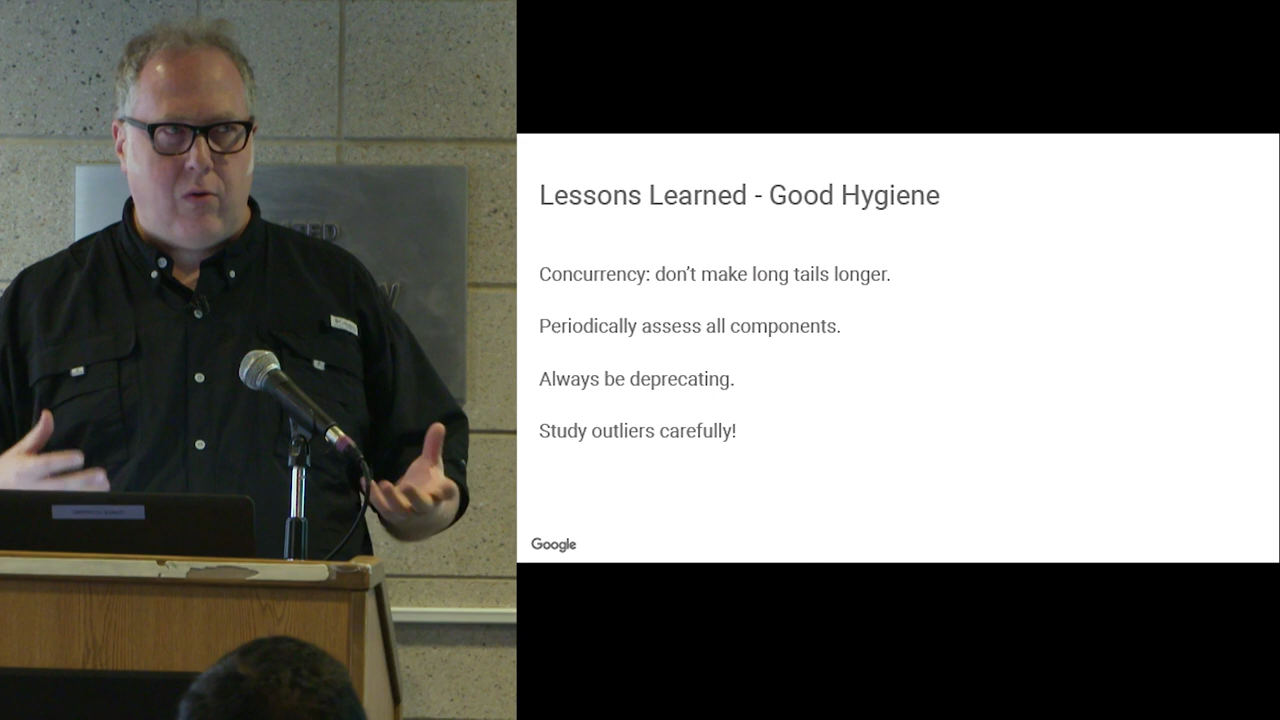 Lessons Learned - Good Hygiene
Concurrency: don't make long tails longer.
Periodically assess all components.
Always be deprecating.
Study outliers carefully!
Google